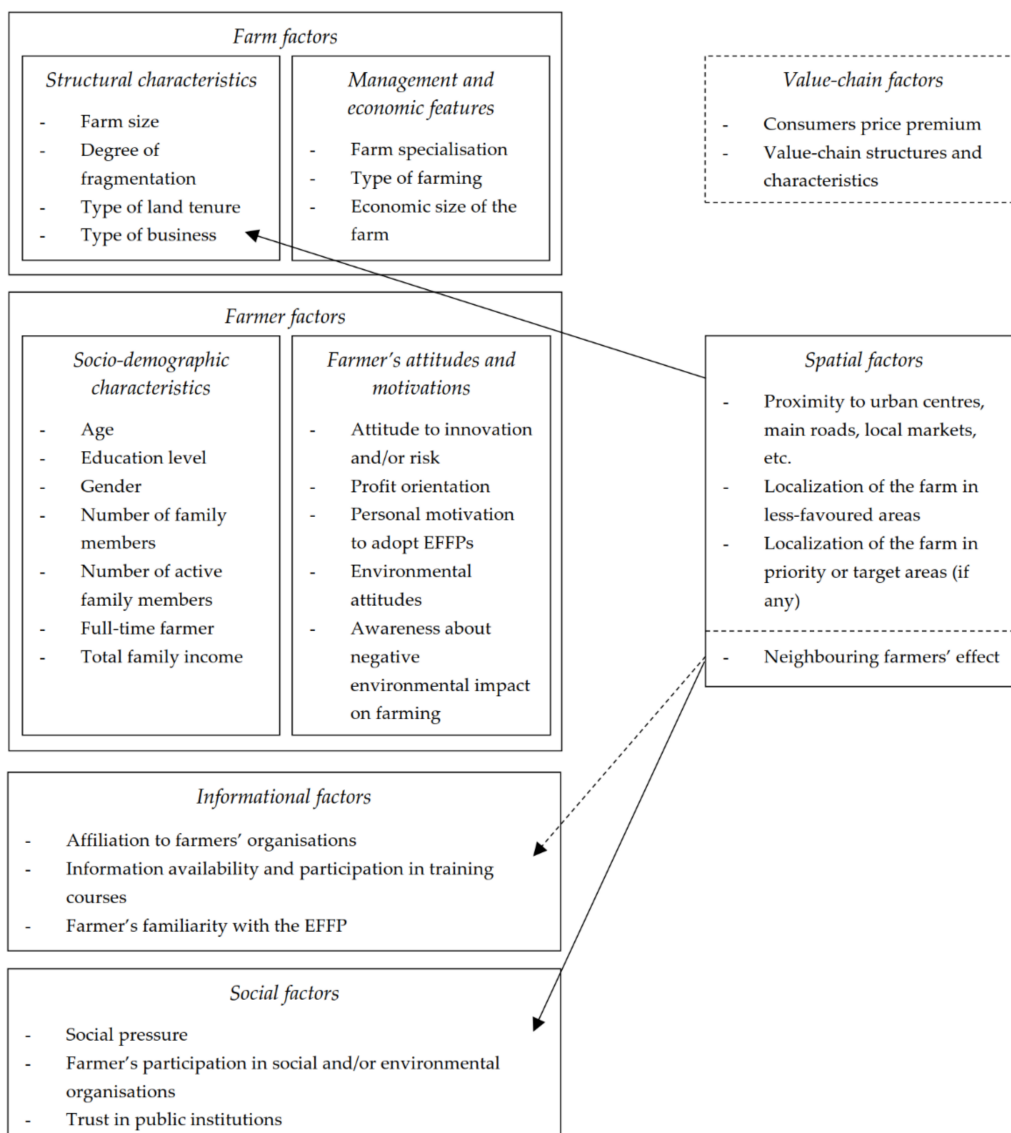 Farm factors
Structural characteristics
- Farm size
- Degree of
fragmentation
- Type of land tenure
- Type of business
Management and
economic features
- Farm specialisation
- Type of farming
- Economic size of the
farm
Value-chain factors
- Consumers price premium
- Value-chain structures and
characteristics
Farmer factors
Socio-demographic
characteristics
- Age
- Education level
- Gender
- Number of family
members
- Number of active
family members
- Full-time farmer
- Total family income
Farmer's attitudes and
motivations
- Attitude to innovation
and/or risk
- Profit orientation
- Personal motivation
to adopt EFFPs
- Environmental
attitudes
- Awareness about
negative
environmental impact
on farming
Spatial factors
- Proximity to urban centres,
main roads, local markets,
etc.
- Localization of the farm in
less-favoured areas
- Localization of the farm in
priority or target areas (if
any)
- Neighbouring farmers' effect
Informational factors
- Affiliation to farmers' organisations
- Information availability and participation in training
courses
- Farmer's familiarity with the EFFP
Social factors
- Social pressure
- Farmer's participation in social and/or environmental
organisations
- Trust in public institutions